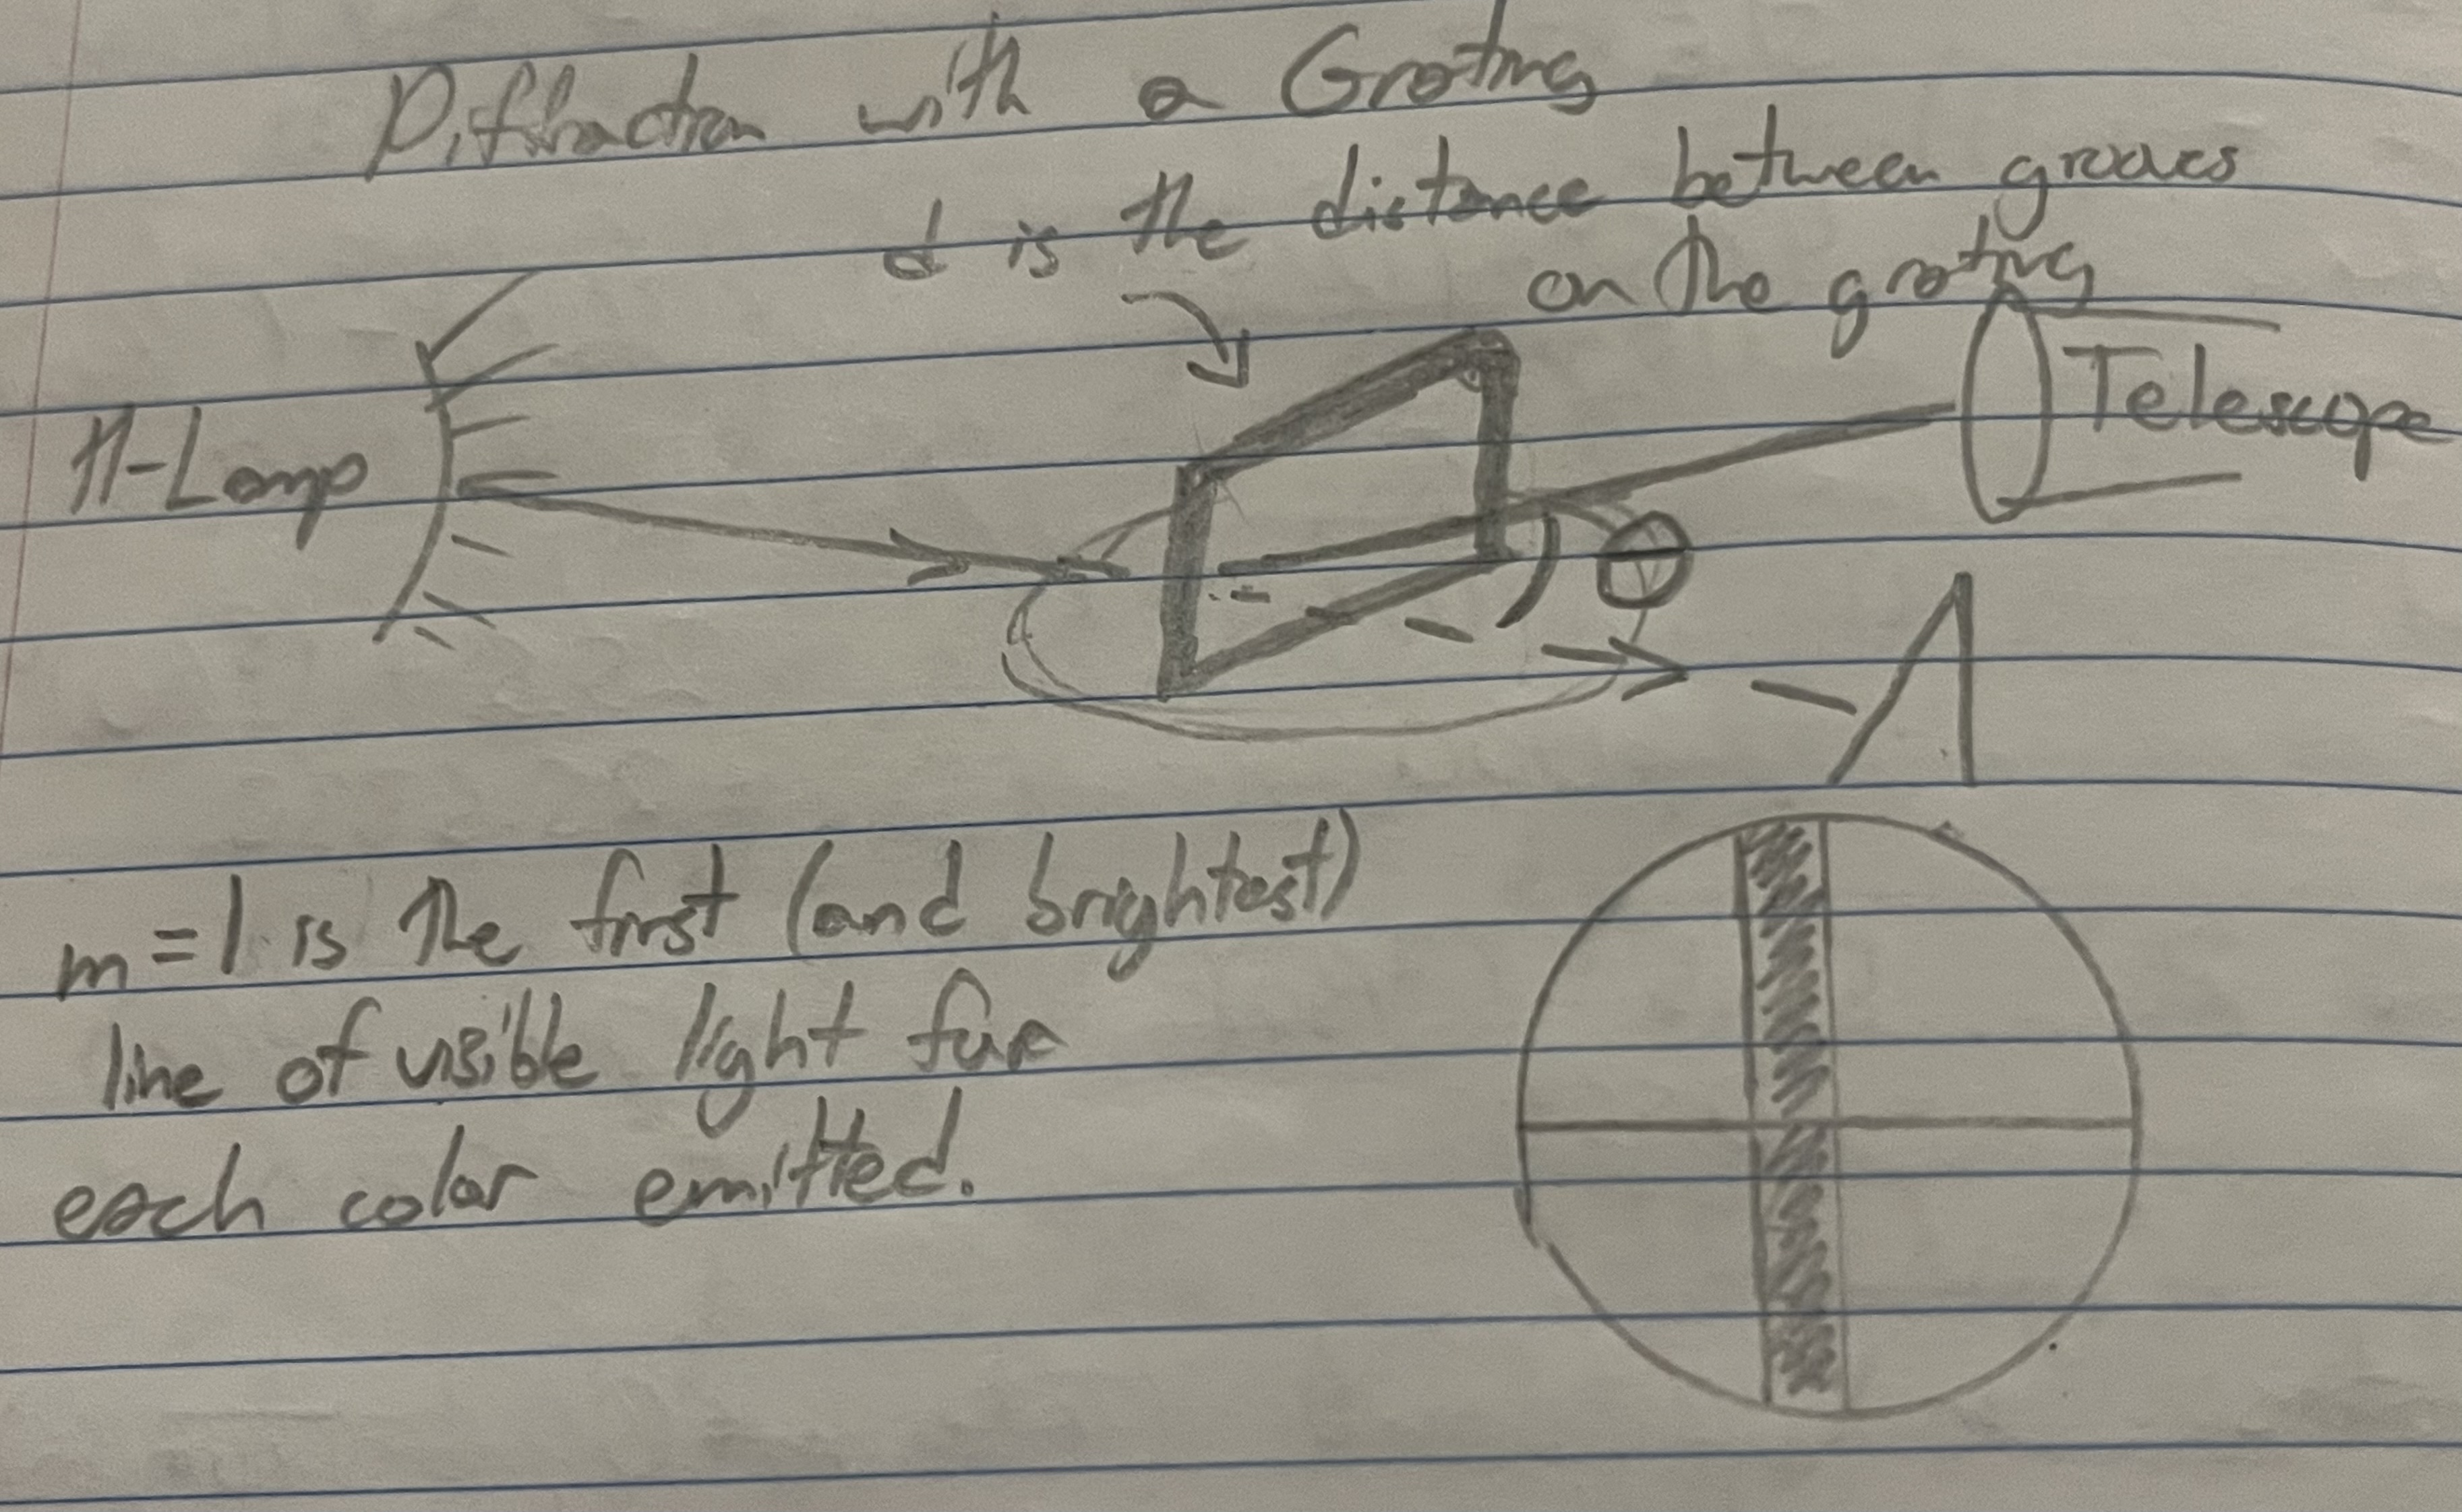 Diffraction with a Grating
d is the distance between grooves
on the grating
H-Lamp
Telescope
θ
m=1 is the first (and brightest)
line of visible light for
each color emitted.